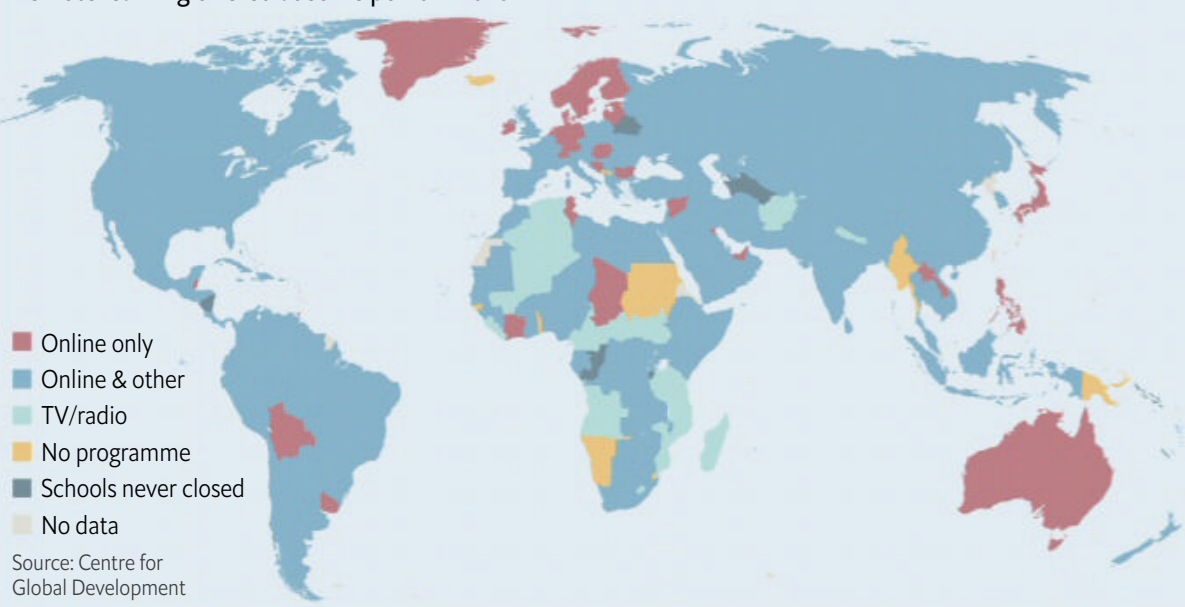 Online only
Online & other
TV/radio
No programme
Schools never closed
No data
Source: Centre for
Global Development